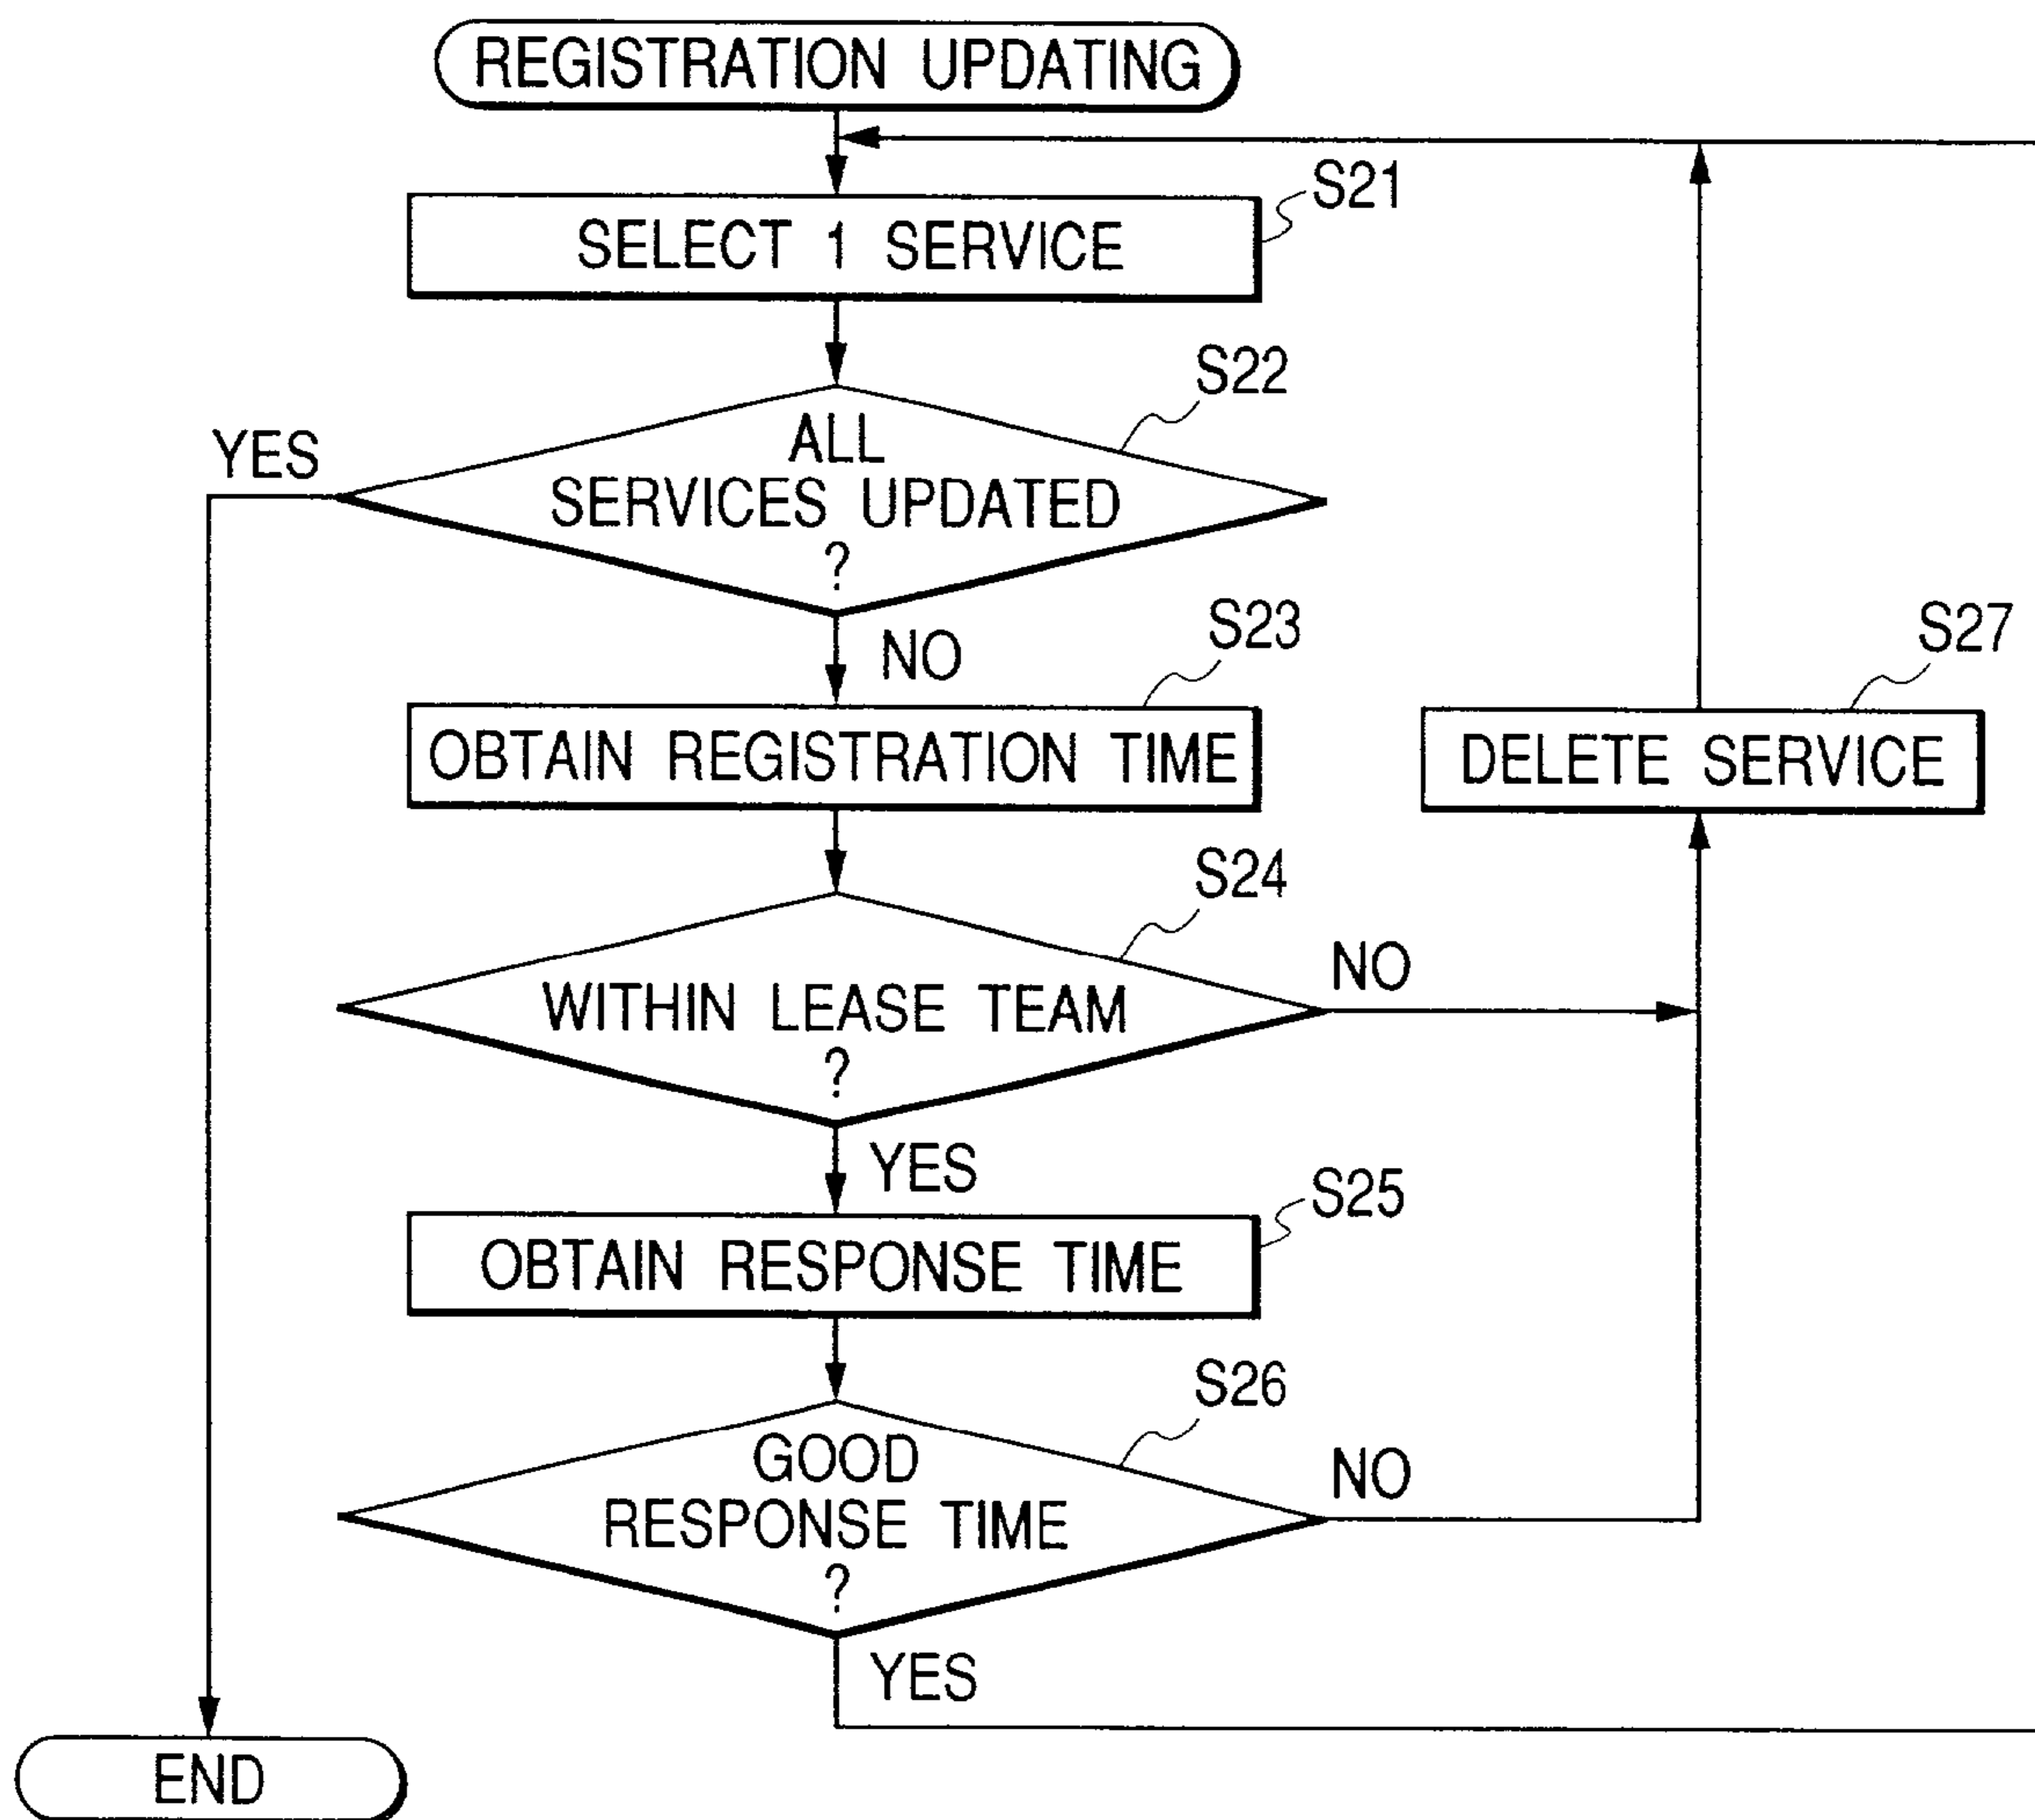 REGISTRATION UPDATING
S21
SELECT 1 SERVICE
S22
YES
ALL
SERVICES UPDATED
?
NO
S23
OBTAIN REGISTRATION TIME
S27
DELETE SERVICE
S24
WITHIN LEASE TEAM
?
NO
YES
S25
OBTAIN RESPONSE TIME
S26
GOOD
RESPONSE TIME
?
NO
YES
END